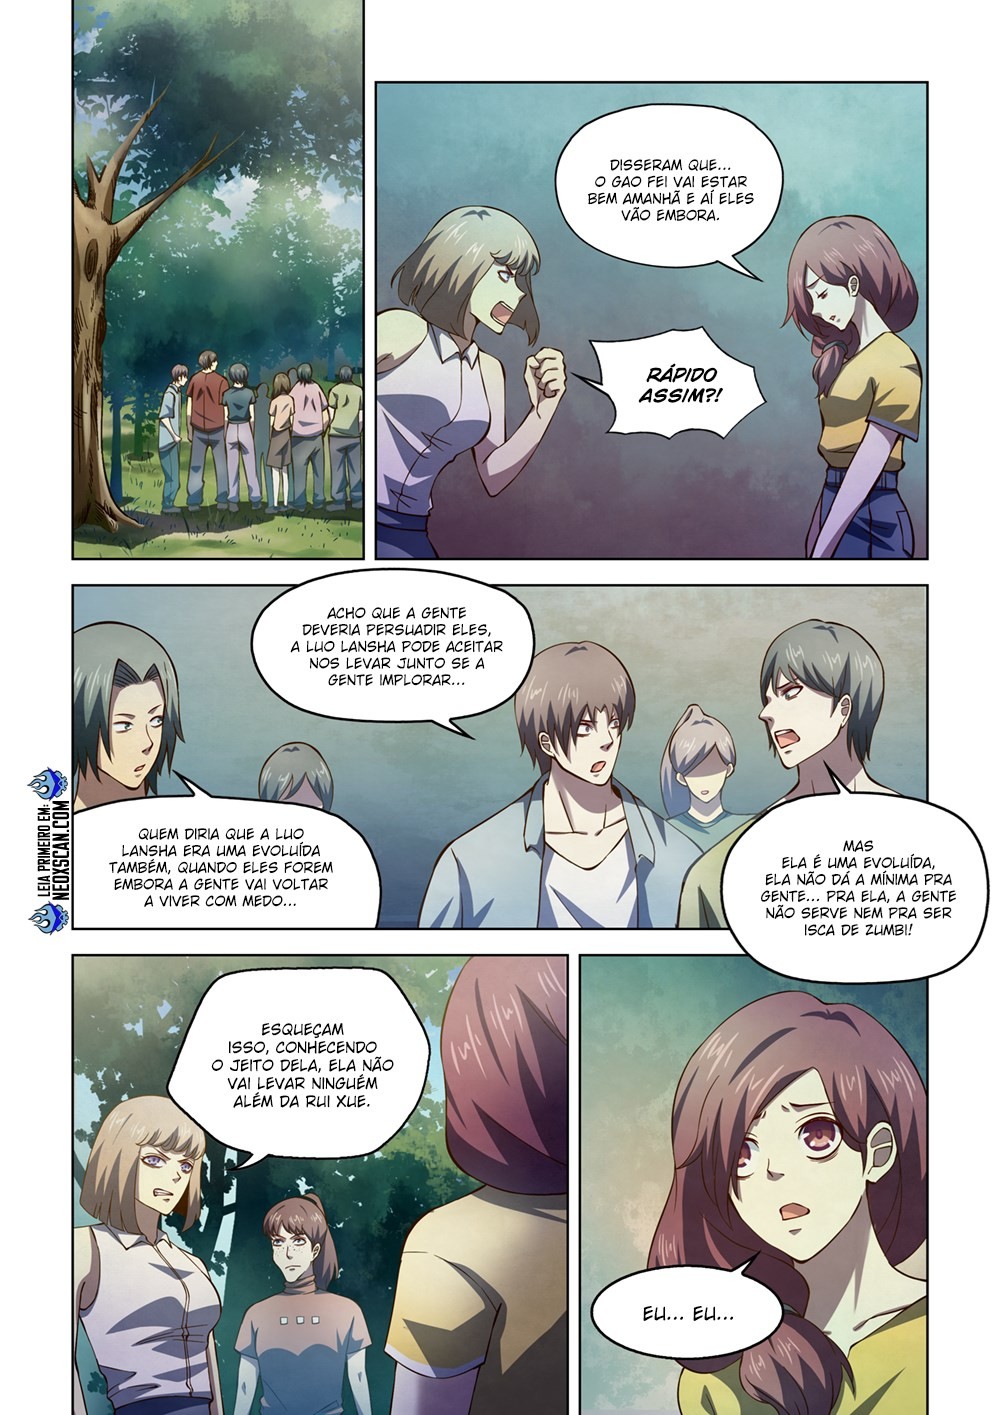 DISSERAM QUE...
O GAO FEI VAI ESTAR
BEM AMANHÃ E AÍ ELES
VÃO EMBORA.
RÁPIDO
ASSIM?!
ACHO QUE A GENTE
DEVERIA PERSUADIR ELES,
A LUO LANSHA PODE ACEITAR
NOS LEVAR JUNTO SE A
GENTE IMPLORAR...
QUEM DIRIA QUE A LUO
LANSHA ERA UMA EVOLUÍDA
TAMBÉM, QUANDO ELES FOREM
EMBORA A GENTE VAI VOLTAR
A VIVER COM MEDO...
MAS
ELA É UMA EVOLUÍDA,
ELA NÃO DÁ A MÍNIMA PRA
GENTE... PRA ELA, A GENTE
NÃO SERVE NEM PRA SER
ISCA DE ZUMBI!
LEIA PRIMEIRO EM:
NEOXSCAN.COM
ESQUEÇAM
ISSO, CONHECENDO
O JEITO DELA, ELA NÃO
VAI LEVAR NINGUÉM
ALÉM DA RUI XUE.
EU... EU...